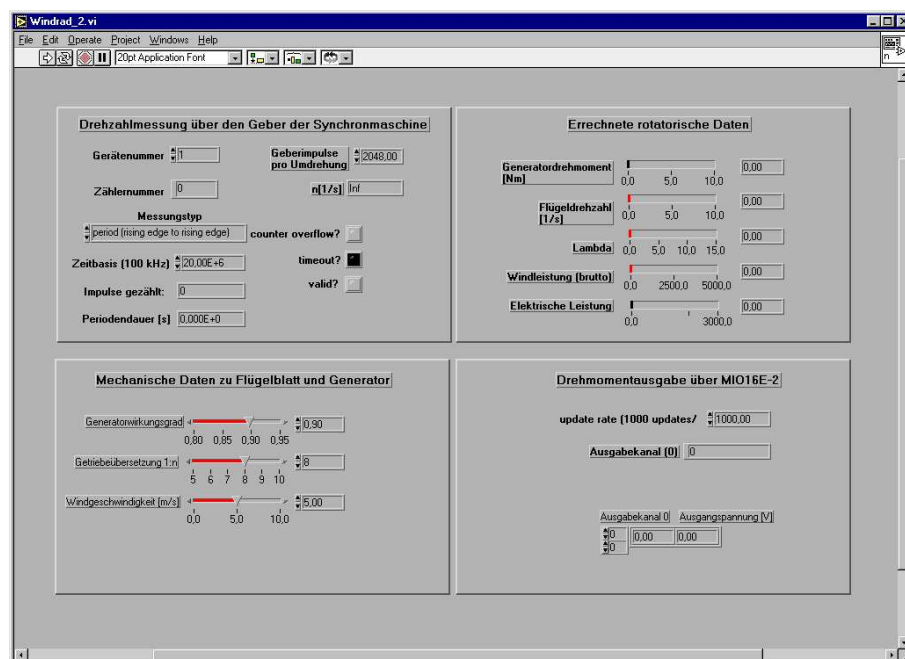 Windrad_2.vi
File Edit Operate Project Windows Help
20pt Application Font
n
Drehzahlmessung über den Geber der Synchronmaschine
Gerätenummer 1
Geberimpulse pro Umdrehung 2048,00
Zählernummer 0
n[1/s] Inf
Messungstyp
period (rising edge to rising edge)
counter overflow?
Zeitbasis (100 kHz) 20,00E+6
timeout?
Impulse gezählt: 0
valid?
Periodendauer [s] 0,000E+0
Errechnete rotatorische Daten
Generatordrehmoment [Nm] 0,00
0,0 5,0 10,0
Flügeldrehzahl [1/s] 0,00
0,0 5,0 10,0
Lambda 0,00
0,0 5,0 10,0 15,0
Windleistung (brutto) 0,00
0,0 2500,0 5000,0
Elektrische Leistung 0,00
0,0 3000,0
Mechanische Daten zu Flügelblatt und Generator
Generatorwirkungsgrad 0,90
0,80 0,85 0,90 0,95
Getriebeübersetzung 1:n 8
5 6 7 8 9 10
Windgeschwindigkeit [m/s] 5,00
0,0 5,0 10,0
Drehmomentausgabe über MIO16E-2
update rate (1000 updates/ 1000,00
Ausgabekanal (0) 0
Ausgabekanal 0 Ausgangspannung [V]
0 0,00 0,00
0